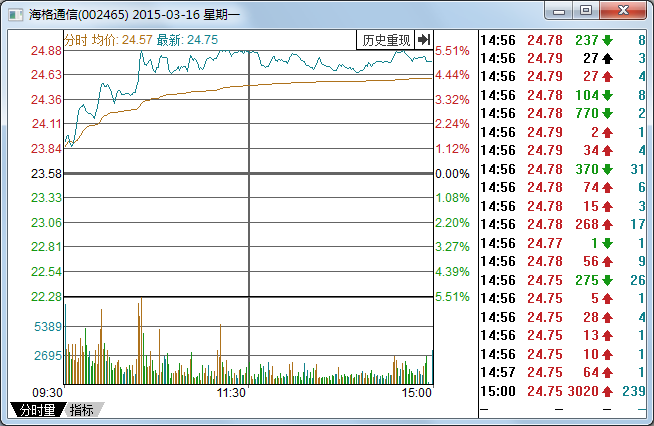 海格通信(002465) 2015-03-16 星期一
分时 均价: 24.57 最新: 24.75
历史重现
24.88 5.51%
24.63 4.44%
24.36 3.32%
24.11 2.24%
23.84 1.12%
23.58 0.00%
23.33 1.08%
23.06 2.20%
22.81 3.27%
22.54 4.39%
22.28 5.51%
5389
2695
09:30 11:30 15:00
分时量 指标
14:56 24.78 237 8
14:56 24.79 27 3
14:56 24.79 27 4
14:56 24.78 104 8
14:56 24.78 770 2
14:56 24.79 2 1
14:56 24.79 34 4
14:56 24.78 370 31
14:56 24.78 74 6
14:56 24.78 15 3
14:56 24.78 268 17
14:56 24.77 1 1
14:56 24.78 56 9
14:56 24.75 275 26
14:56 24.75 5 1
14:56 24.75 28 4
14:56 24.75 13 1
14:56 24.75 10 1
14:57 24.75 64 1
15:00 24.75 3020 239
– – – –